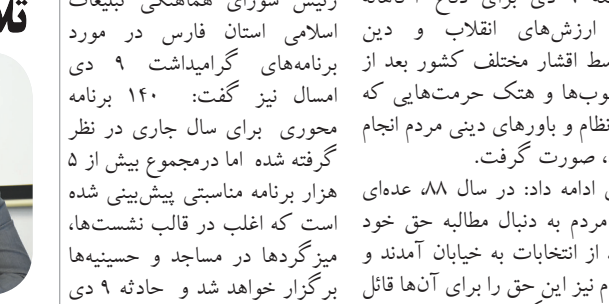 ارزش‌های انقلاب و دین
اقشار مختلف کشور بعد از
و هتک حرمت‌هایی که
نظام و باورهای دینی مردم انجام
، صورت گرفت.
ادامه داد: در سال ۸۸، عده‌ای
مردم به دنبال مطالبه حق خود
از انتخابات به خیابان آمدند و
نیز این حق را برای آن‌ها قائل
رئیس شورای هماهنگی تبلیغات
اسلامی استان فارس در مورد
برنامه‌های گرامیداشت ۹ دی
امسال نیز گفت: ۱۴۰ برنامه
محوری برای سال جاری در نظر
گرفته شده اما درمجموع بیش از ۵
هزار برنامه مناسبتی پیش‌بینی شده
است که اغلب در قالب نشست‌ها،
میزگردها در مساجد و حسینیه‌ها
برگزار خواهد شد و حادثه ۹ دی